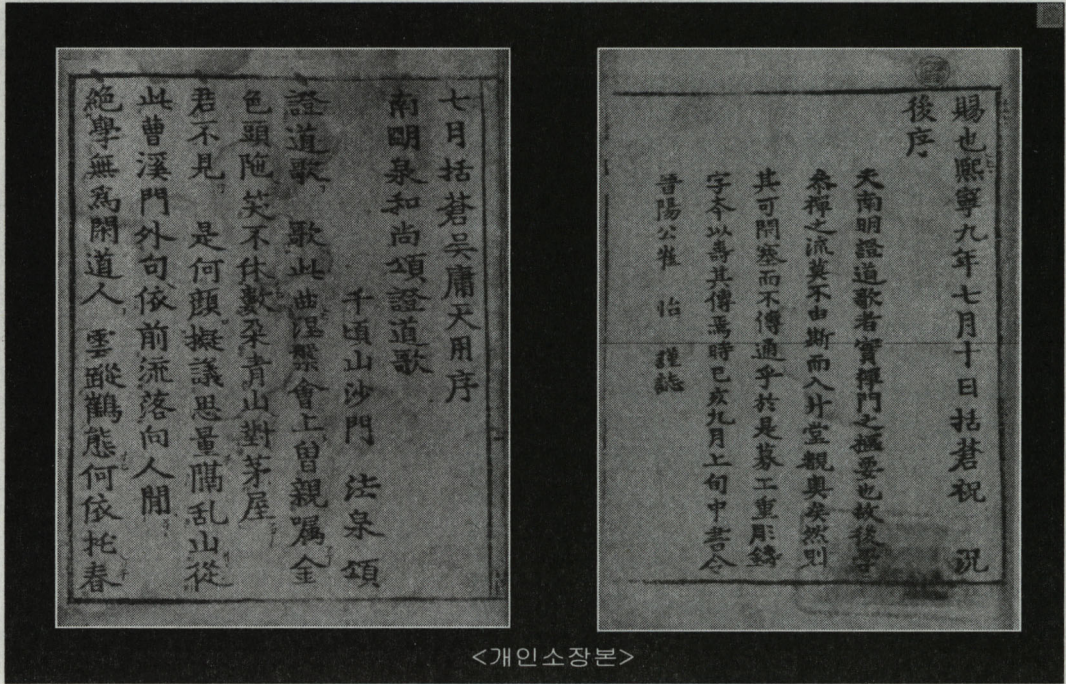 七月括蒼吳庸天用序
南明泉和尚頌證道歌
千頃山沙門 法泉 頌
證道歌 歌此曲涅槃會上曽親囑金
色頭陁笑不休數朶青山對茅屋
君不見 是何顔擬議思量隔乱山從
此曹溪門外句依前流落向人間
絶學無爲閑道人 雲蹤鶴態何依托春
賜也熙寧九年七月十日括蒼祝 況
後序
夫南明證道歌者實禪門之樞要也故後學
叅禪之流莫不由斯而入升堂覩奥矣然則
其可閇塞而不傳通乎於是募工重彫鑄
字夲以壽其傳焉時己亥九月上旬中書令
晉陽公崔 怡 謹誌
<개인소장본>